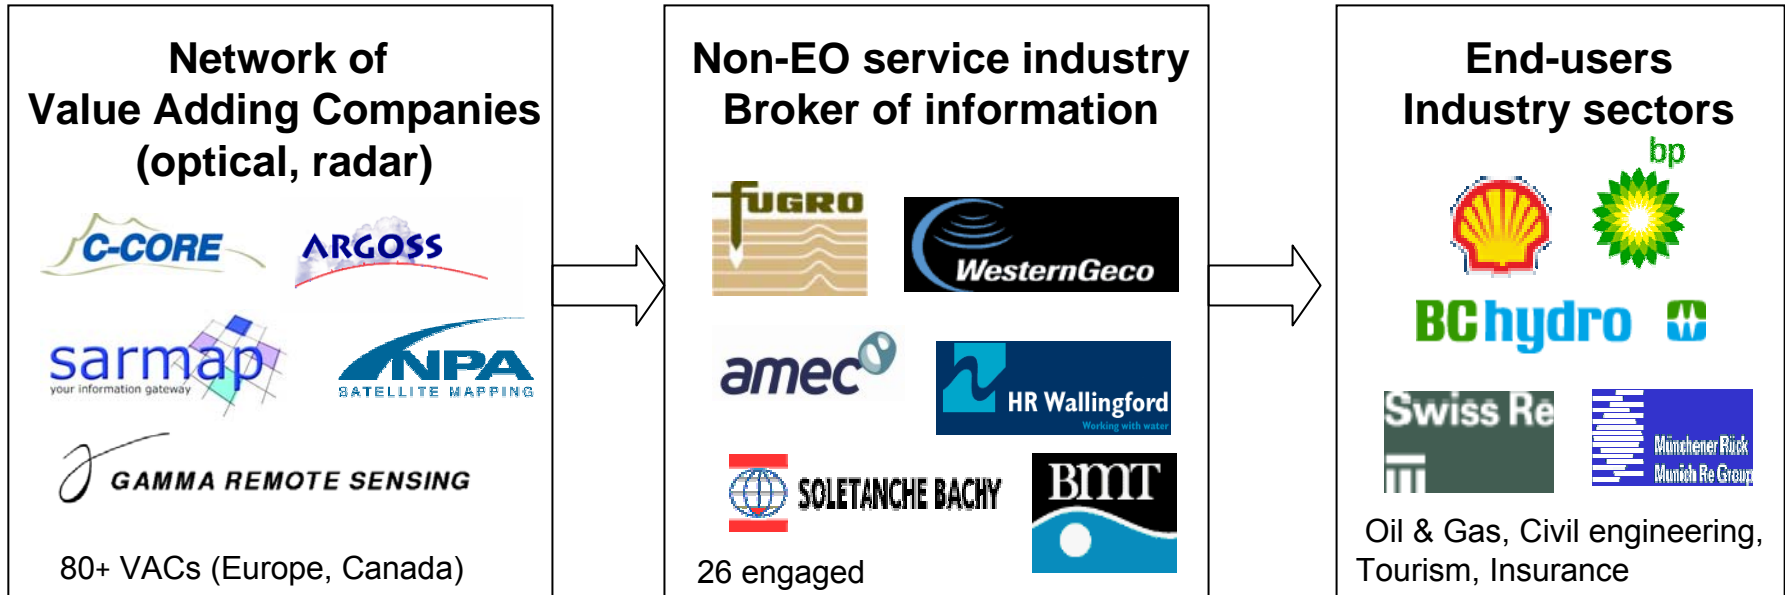 Network of
Value Adding Companies
(optical, radar)
C-CORE
ARGOSS
sarmap
your information gateway
NPA
SATELLITE MAPPING
GAMMA REMOTE SENSING
80+ VACs (Europe, Canada)
Non-EO service industry
Broker of information
fUGRO
WesternGeco
amec
HR Wallingford
Working with water
SOLETANCHE BACHY
BMT
26 engaged
End-users
Industry sectors
bp
BC hydro
Swiss Re
Münchener Rück
Munich Re Group
Oil & Gas, Civil engineering,
Tourism, Insurance